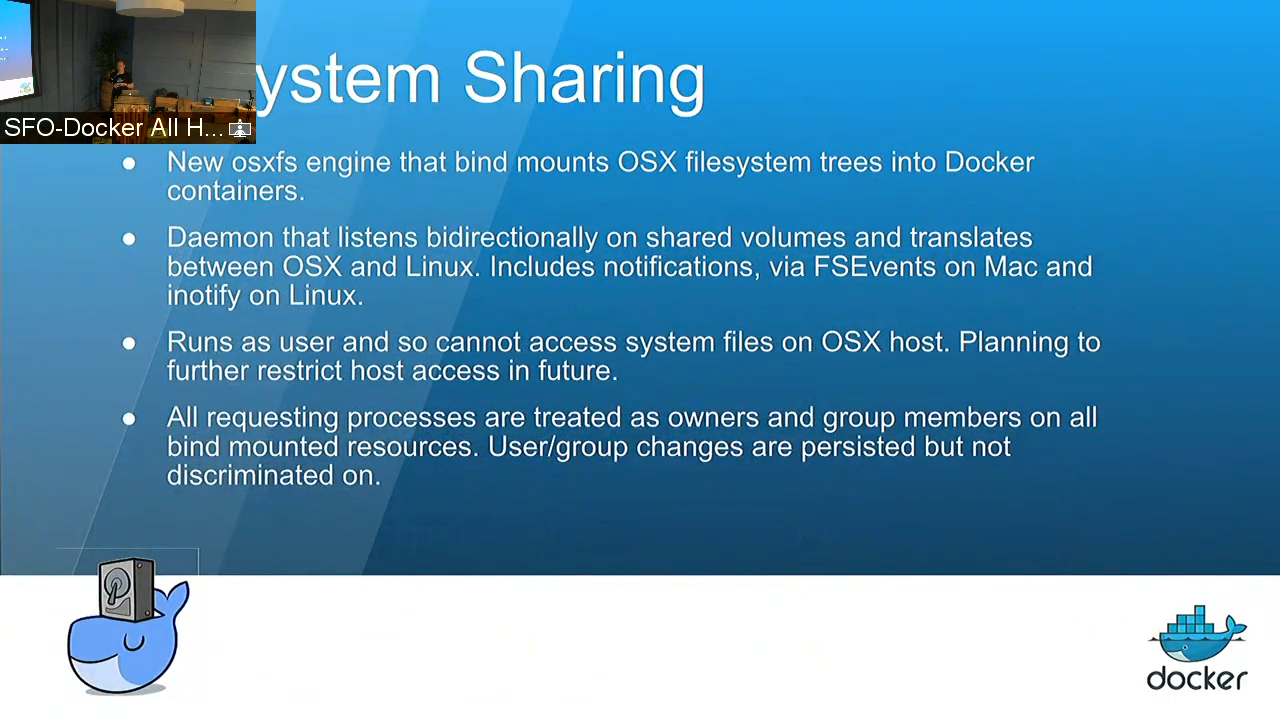 ystem Sharing
SFO-Docker All H...
● New osxfs engine that bind mounts OSX filesystem trees into Docker
containers.
● Daemon that listens bidirectionally on shared volumes and translates
between OSX and Linux. Includes notifications, via FSEvents on Mac and
inotify on Linux.
● Runs as user and so cannot access system files on OSX host. Planning to
further restrict host access in future.
● All requesting processes are treated as owners and group members on all
bind mounted resources. User/group changes are persisted but not
discriminated on.
docker